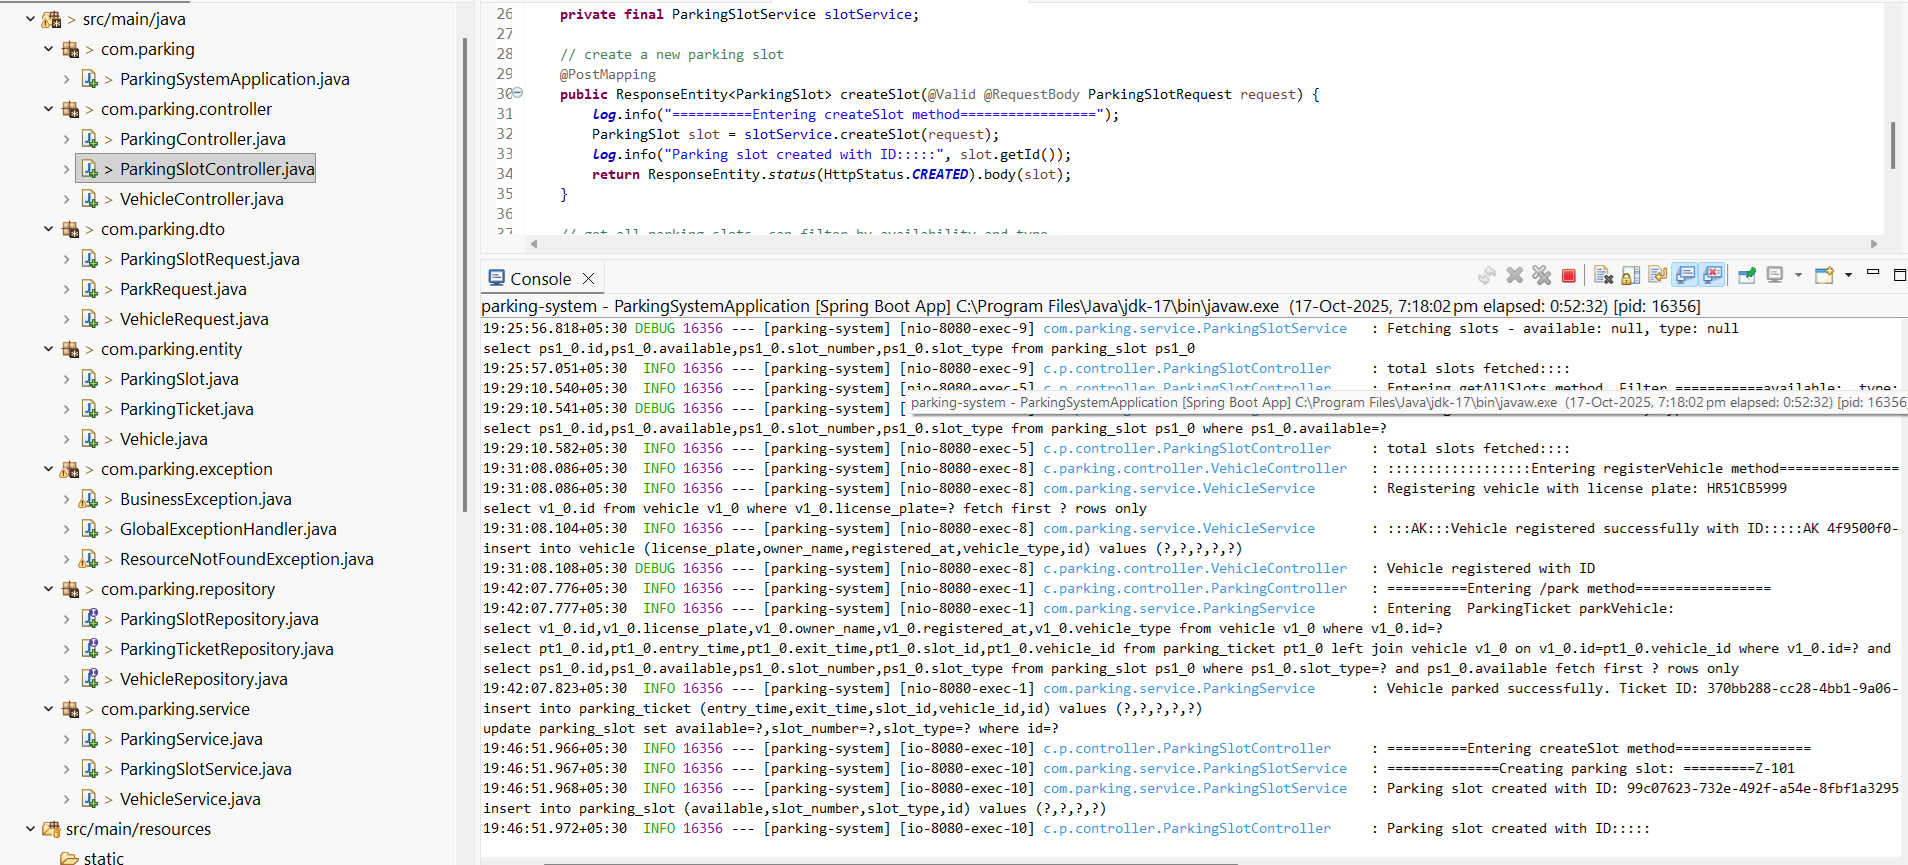 src/main/java
com.parking
ParkingSystemApplication.java
com.parking.controller
ParkingController.java
ParkingSlotController.java
VehicleController.java
com.parking.dto
ParkingSlotRequest.java
ParkRequest.java
VehicleRequest.java
com.parking.entity
ParkingSlot.java
ParkingTicket.java
Vehicle.java
com.parking.exception
BusinessException.java
GlobalExceptionHandler.java
ResourceNotFoundException.java
com.parking.repository
ParkingSlotRepository.java
ParkingTicketRepository.java
VehicleRepository.java
com.parking.service
ParkingService.java
ParkingSlotService.java
VehicleService.java
src/main/resources
static
26 private final ParkingSlotService slotService;
27
28 // create a new parking slot
29 @PostMapping
30 public ResponseEntity<ParkingSlot> createSlot(@Valid @RequestBody ParkingSlotRequest request) {
31 log.info("==========Entering createSlot method=================");
32 ParkingSlot slot = slotService.createSlot(request);
33 log.info("Parking slot created with ID:::::", slot.getId());
34 return ResponseEntity.status(HttpStatus.CREATED).body(slot);
35 }
36
37 // get all parking slots, can filter by availability and type
Console
parking-system - ParkingSystemApplication [Spring Boot App] C:\Program Files\Java\jdk-17\bin\javaw.exe (17-Oct-2025, 7:18:02 pm elapsed: 0:52:32) [pid: 16356]
19:25:56.818+05:30 DEBUG 16356 --- [parking-system] [nio-8080-exec-9] com.parking.service.ParkingSlotService : Fetching slots - available: null, type: null
select ps1_0.id,ps1_0.available,ps1_0.slot_number,ps1_0.slot_type from parking_slot ps1_0
19:25:57.051+05:30 INFO 16356 --- [parking-system] [nio-8080-exec-9] c.p.controller.ParkingSlotController : total slots fetched::::
19:29:10.540+05:30 INFO 16356 --- [parking-system] [nio-8080-exec-5] c.p.controller.ParkingSlotController : Entering getAllSlots method. Filter ===========available: type:
parking-system - ParkingSystemApplication [Spring Boot App] C:\Program Files\Java\jdk-17\bin\javaw.exe (17-Oct-2025, 7:18:02 pm elapsed: 0:52:32) [pid: 16356
19:29:10.541+05:30 DEBUG 16356 --- [parking-system] [
select ps1_0.id,ps1_0.available,ps1_0.slot_number,ps1_0.slot_type from parking_slot ps1_0 where ps1_0.available=?
19:29:10.582+05:30 INFO 16356 --- [parking-system] [nio-8080-exec-5] c.p.controller.ParkingSlotController : total slots fetched::::
19:31:08.086+05:30 INFO 16356 --- [parking-system] [nio-8080-exec-8] c.parking.controller.VehicleController : ::::::::::::::::::Entering registerVehicle method===============
19:31:08.086+05:30 INFO 16356 --- [parking-system] [nio-8080-exec-8] com.parking.service.VehicleService : Registering vehicle with license plate: HR51CB5999
select v1_0.id from vehicle v1_0 where v1_0.license_plate=? fetch first ? rows only
19:31:08.104+05:30 INFO 16356 --- [parking-system] [nio-8080-exec-8] com.parking.service.VehicleService : :::AK:::Vehicle registered successfully with ID:::::AK 4f9500f0-
insert into vehicle (license_plate,owner_name,registered_at,vehicle_type,id) values (?,?,?,?,?)
19:31:08.108+05:30 DEBUG 16356 --- [parking-system] [nio-8080-exec-8] c.parking.controller.VehicleController : Vehicle registered with ID
19:42:07.776+05:30 INFO 16356 --- [parking-system] [nio-8080-exec-1] c.parking.controller.ParkingController : ==========Entering /park method=================
19:42:07.777+05:30 INFO 16356 --- [parking-system] [nio-8080-exec-1] com.parking.service.ParkingService : Entering ParkingTicket parkVehicle:
select v1_0.id,v1_0.license_plate,v1_0.owner_name,v1_0.registered_at,v1_0.vehicle_type from vehicle v1_0 where v1_0.id=?
select pt1_0.id,pt1_0.entry_time,pt1_0.exit_time,pt1_0.slot_id,pt1_0.vehicle_id from parking_ticket pt1_0 left join vehicle v1_0 on v1_0.id=pt1_0.vehicle_id where v1_0.id=? and
select ps1_0.id,ps1_0.available,ps1_0.slot_number,ps1_0.slot_type from parking_slot ps1_0 where ps1_0.slot_type=? and ps1_0.available fetch first ? rows only
19:42:07.823+05:30 INFO 16356 --- [parking-system] [nio-8080-exec-1] com.parking.service.ParkingService : Vehicle parked successfully. Ticket ID: 370bb288-cc28-4bb1-9a06-
insert into parking_ticket (entry_time,exit_time,slot_id,vehicle_id,id) values (?,?,?,?,?)
update parking_slot set available=?,slot_number=?,slot_type=? where id=?
19:46:51.966+05:30 INFO 16356 --- [parking-system] [io-8080-exec-10] c.p.controller.ParkingSlotController : ==========Entering createSlot method=================
19:46:51.967+05:30 INFO 16356 --- [parking-system] [io-8080-exec-10] com.parking.service.ParkingSlotService : ==============Creating parking slot: =========Z-101
19:46:51.968+05:30 INFO 16356 --- [parking-system] [io-8080-exec-10] com.parking.service.ParkingSlotService : Parking slot created with ID: 99c07623-732e-492f-a54e-8fbf1a3295
insert into parking_slot (available,slot_number,slot_type,id) values (?,?,?,?)
19:46:51.972+05:30 INFO 16356 --- [parking-system] [io-8080-exec-10] c.p.controller.ParkingSlotController : Parking slot created with ID:::::